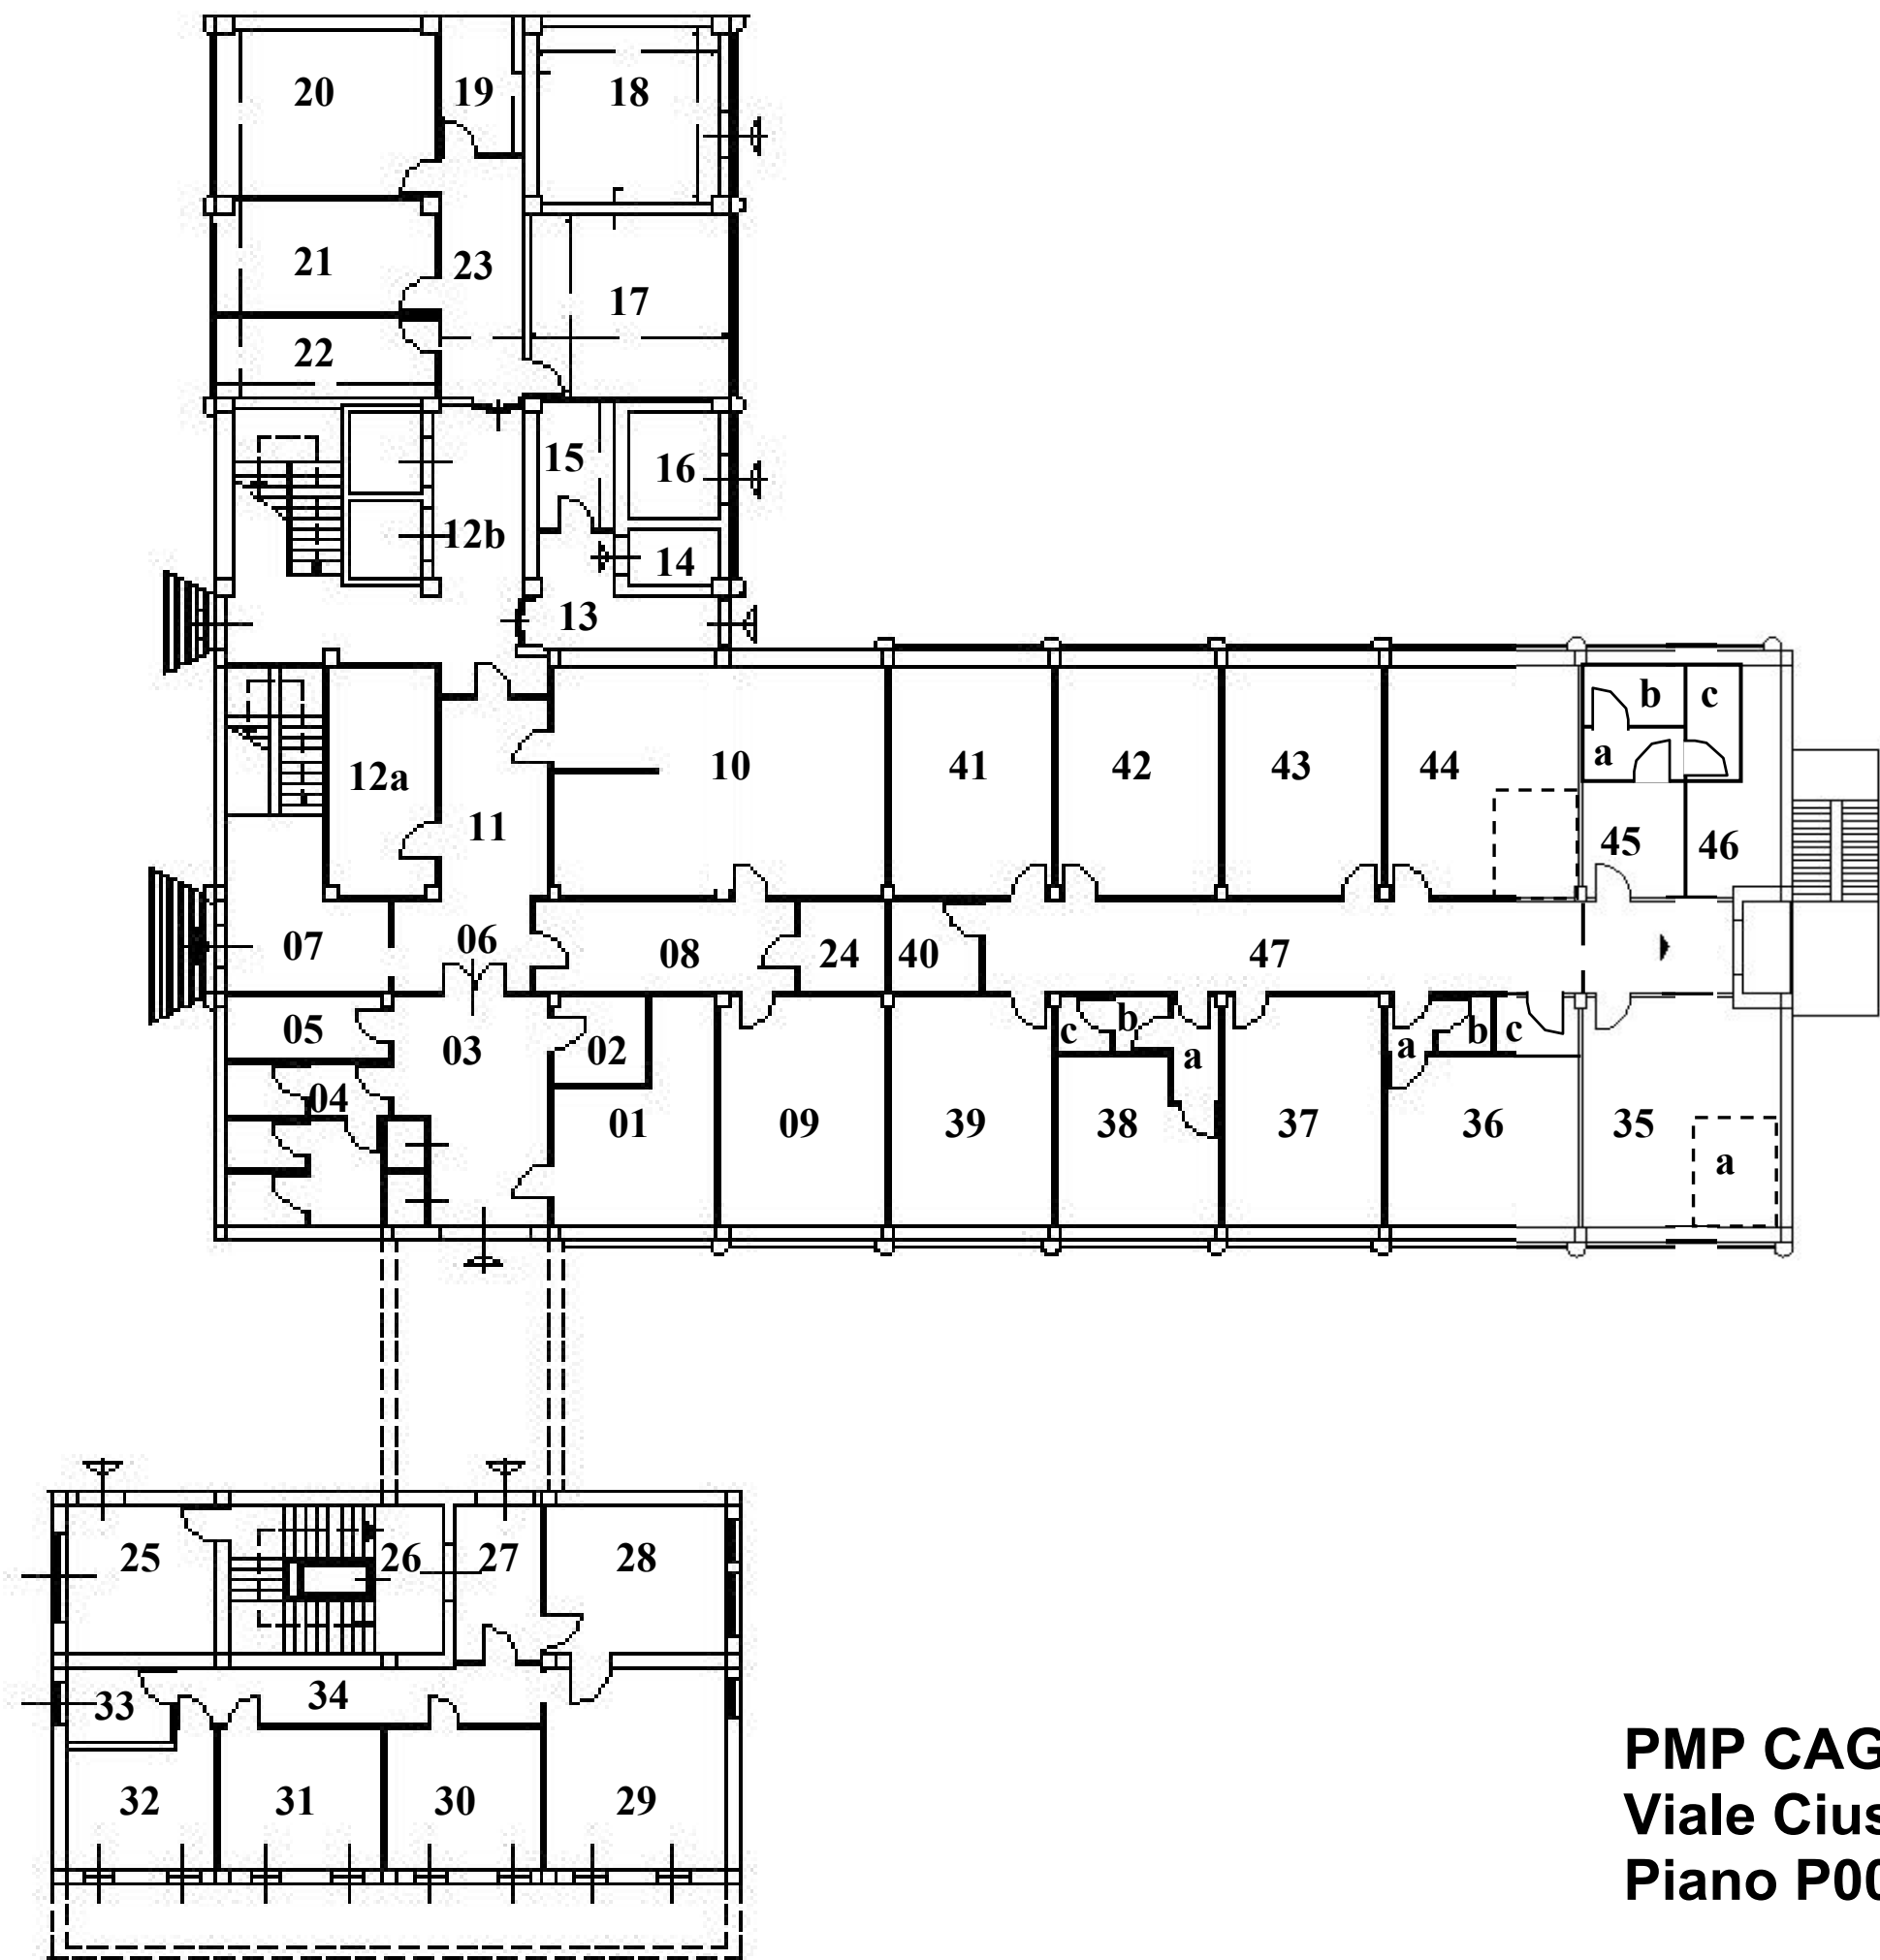 20 19 18
21 23 17
22
15 16
12b
14
13
b c
12a 10 41 42 43 44 a
11 45 46
07 06 08 24 40 47
05 03 02 c b a a b c
04 01 09 39 38 37 36 35
a
25 26 27 28
33 34
32 31 30 29
PMP CAG
Viale Cius
Piano P00